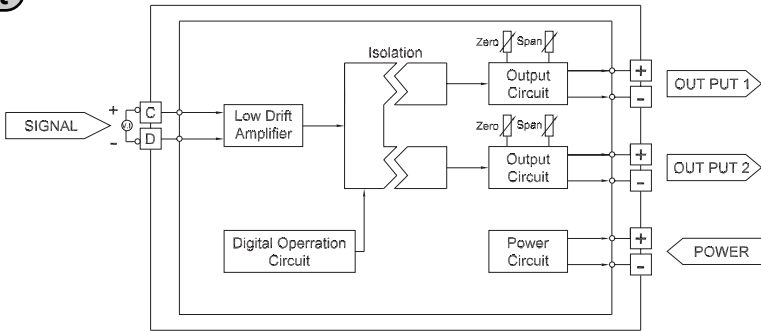 Isolation
Zero Span
SIGNAL
+
-
C
D
Low Drift
Amplifier
Output
Circuit
+
-
OUT PUT 1
Zero Span
Output
Circuit
+
-
OUT PUT 2
Digital Operration
Circuit
Power
Circuit
+
-
POWER